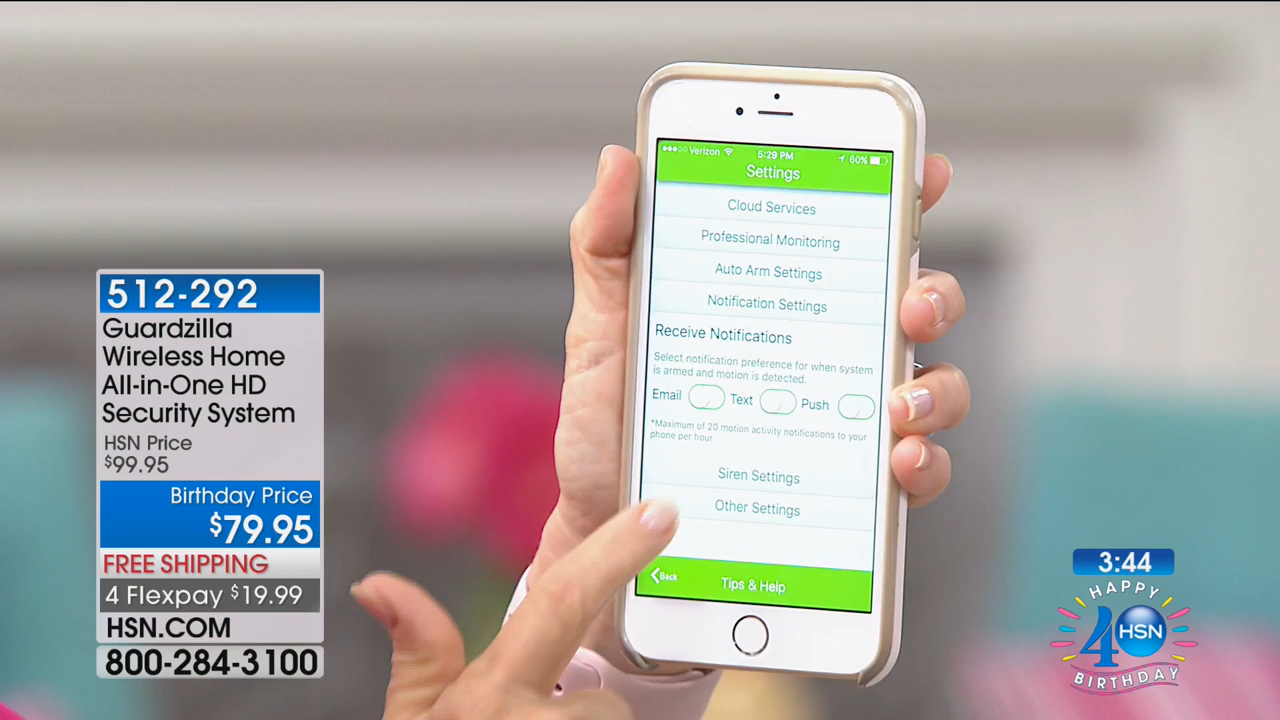 512-292
Guardzilla
Wireless Home
All-in-One HD
Security System
HSN Price
$99.95
Birthday Price
$79.95
FREE SHIPPING
4 Flexpay $19.99
HSN.COM
800-284-3100
Verizon 5:29 PM 60%
Settings
Cloud Services
Professional Monitoring
Auto Arm Settings
Notification Settings
Receive Notifications
Select notification preference for when system
is armed and motion is detected.
Email Text Push
*Maximum of 20 motion activity notifications to your
phone per hour
Siren Settings
Other Settings
Back Tips & Help
3:44
HAPPY
40 HSN
BIRTHDAY